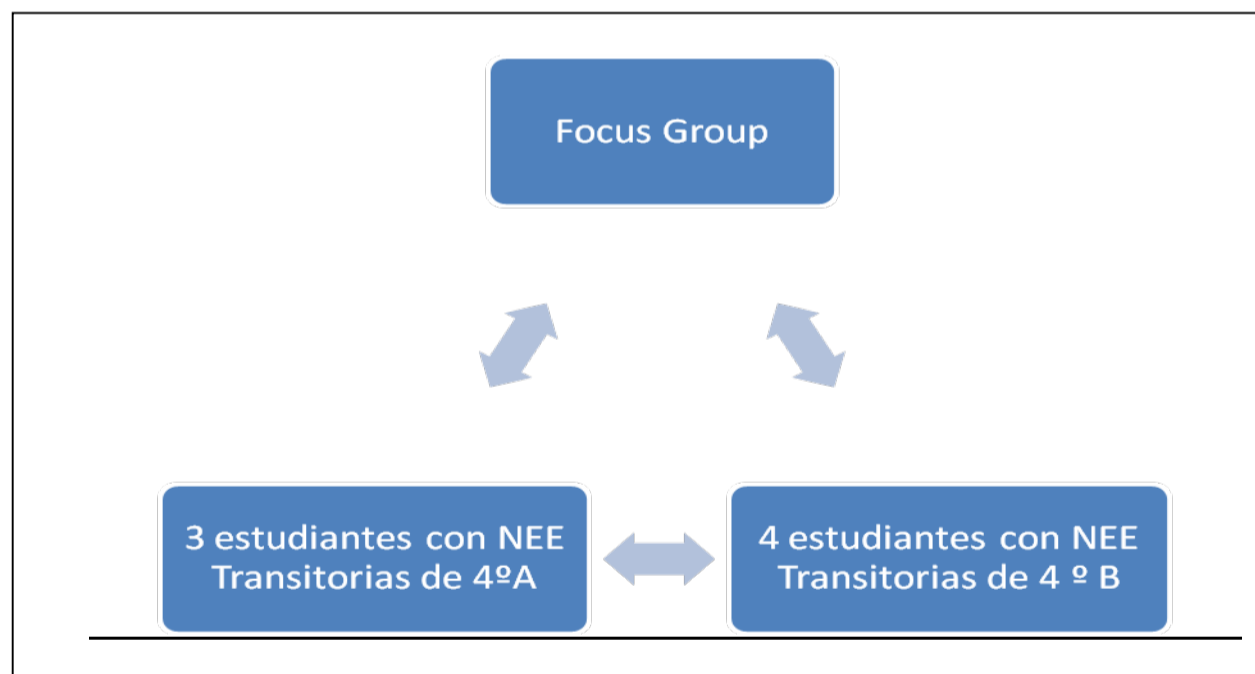 Focus Group
3 estudiantes con NEE
Transitorias de 4ºA
4 estudiantes con NEE
Transitorias de 4 º B